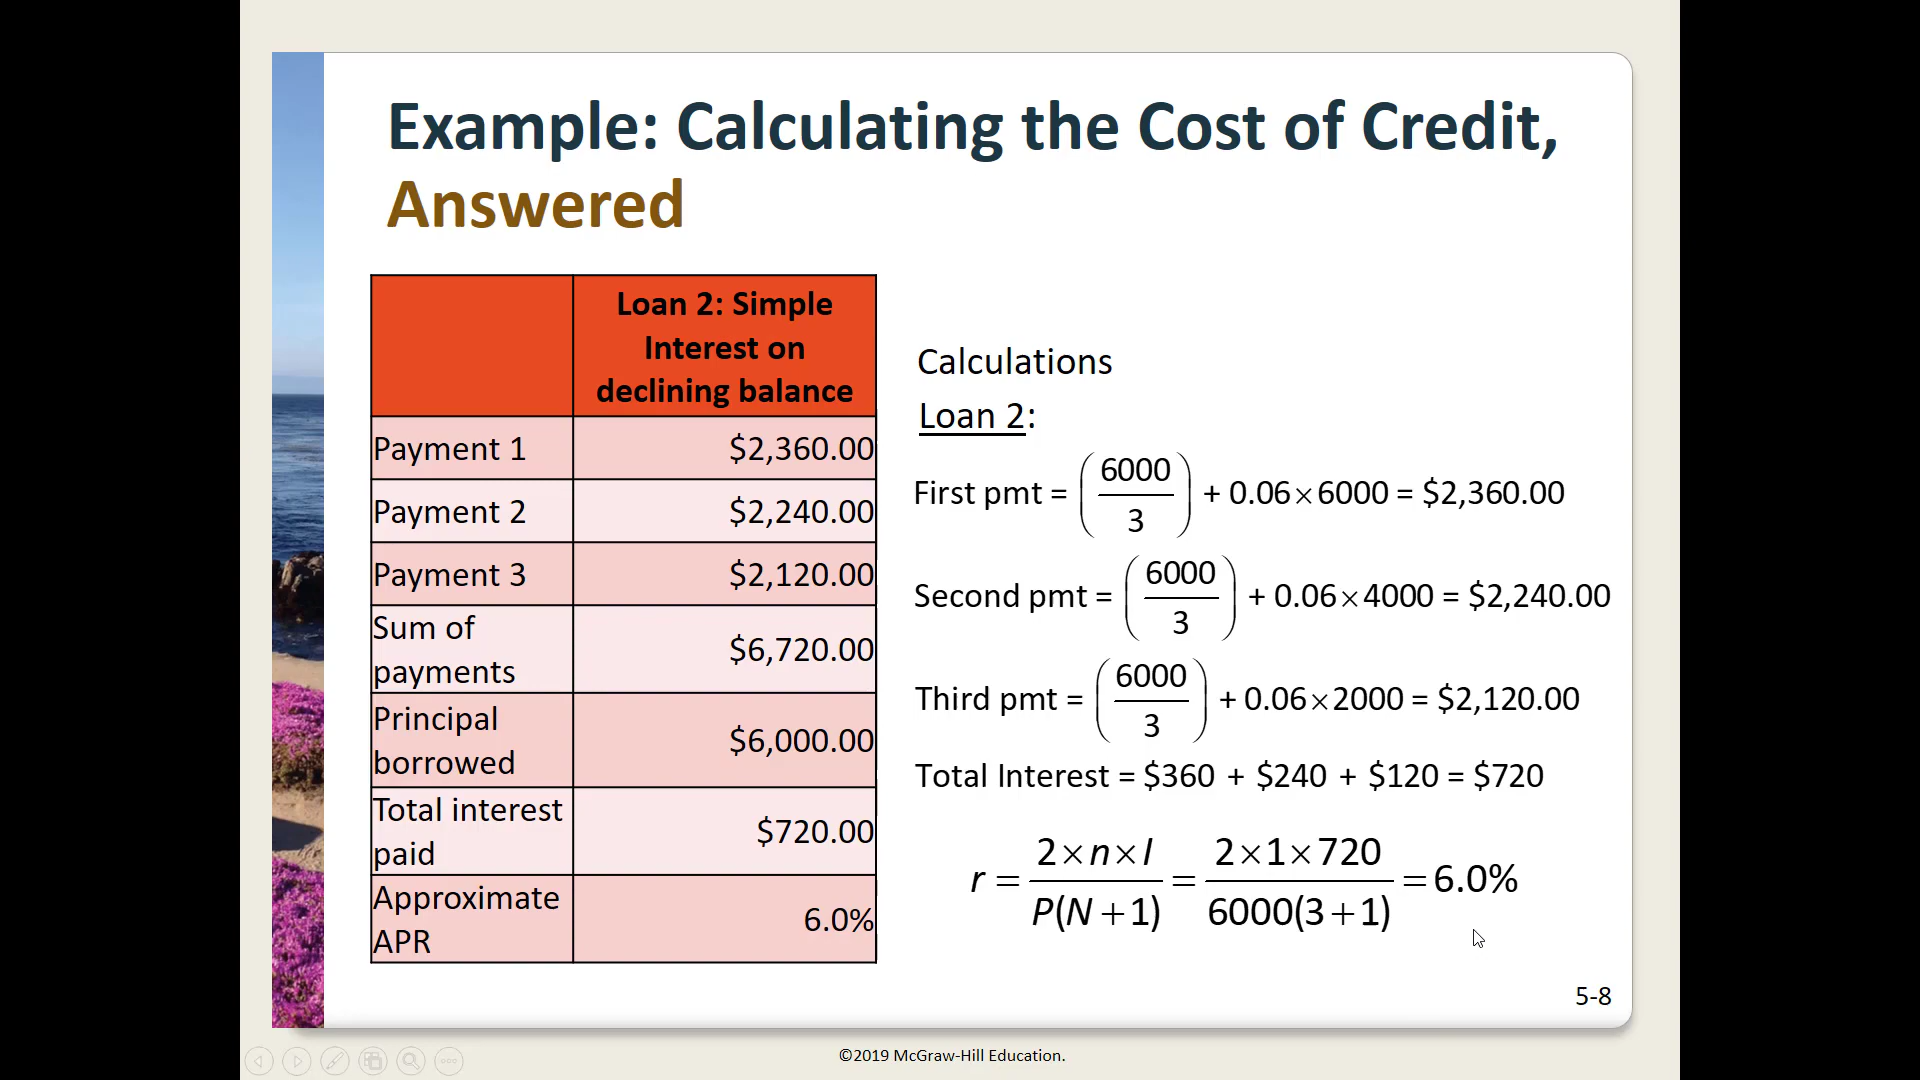 Example: Calculating the Cost of Credit,
Answered
Loan 2: Simple
Interest on
declining balance
Payment 1 $2,360.00
Payment 2 $2,240.00
Payment 3 $2,120.00
Sum of
payments $6,720.00
Principal
borrowed $6,000.00
Total interest
paid $720.00
Approximate
APR 6.0%
Calculations
Loan 2:
First pmt = (6000/3) + 0.06×6000 = $2,360.00
Second pmt = (6000/3) + 0.06×4000 = $2,240.00
Third pmt = (6000/3) + 0.06×2000 = $2,120.00
Total Interest = $360 + $240 + $120 = $720
r = 2×n×I / P(N+1) = 2×1×720 / 6000(3+1) = 6.0%
5-8
©2019 McGraw-Hill Education.